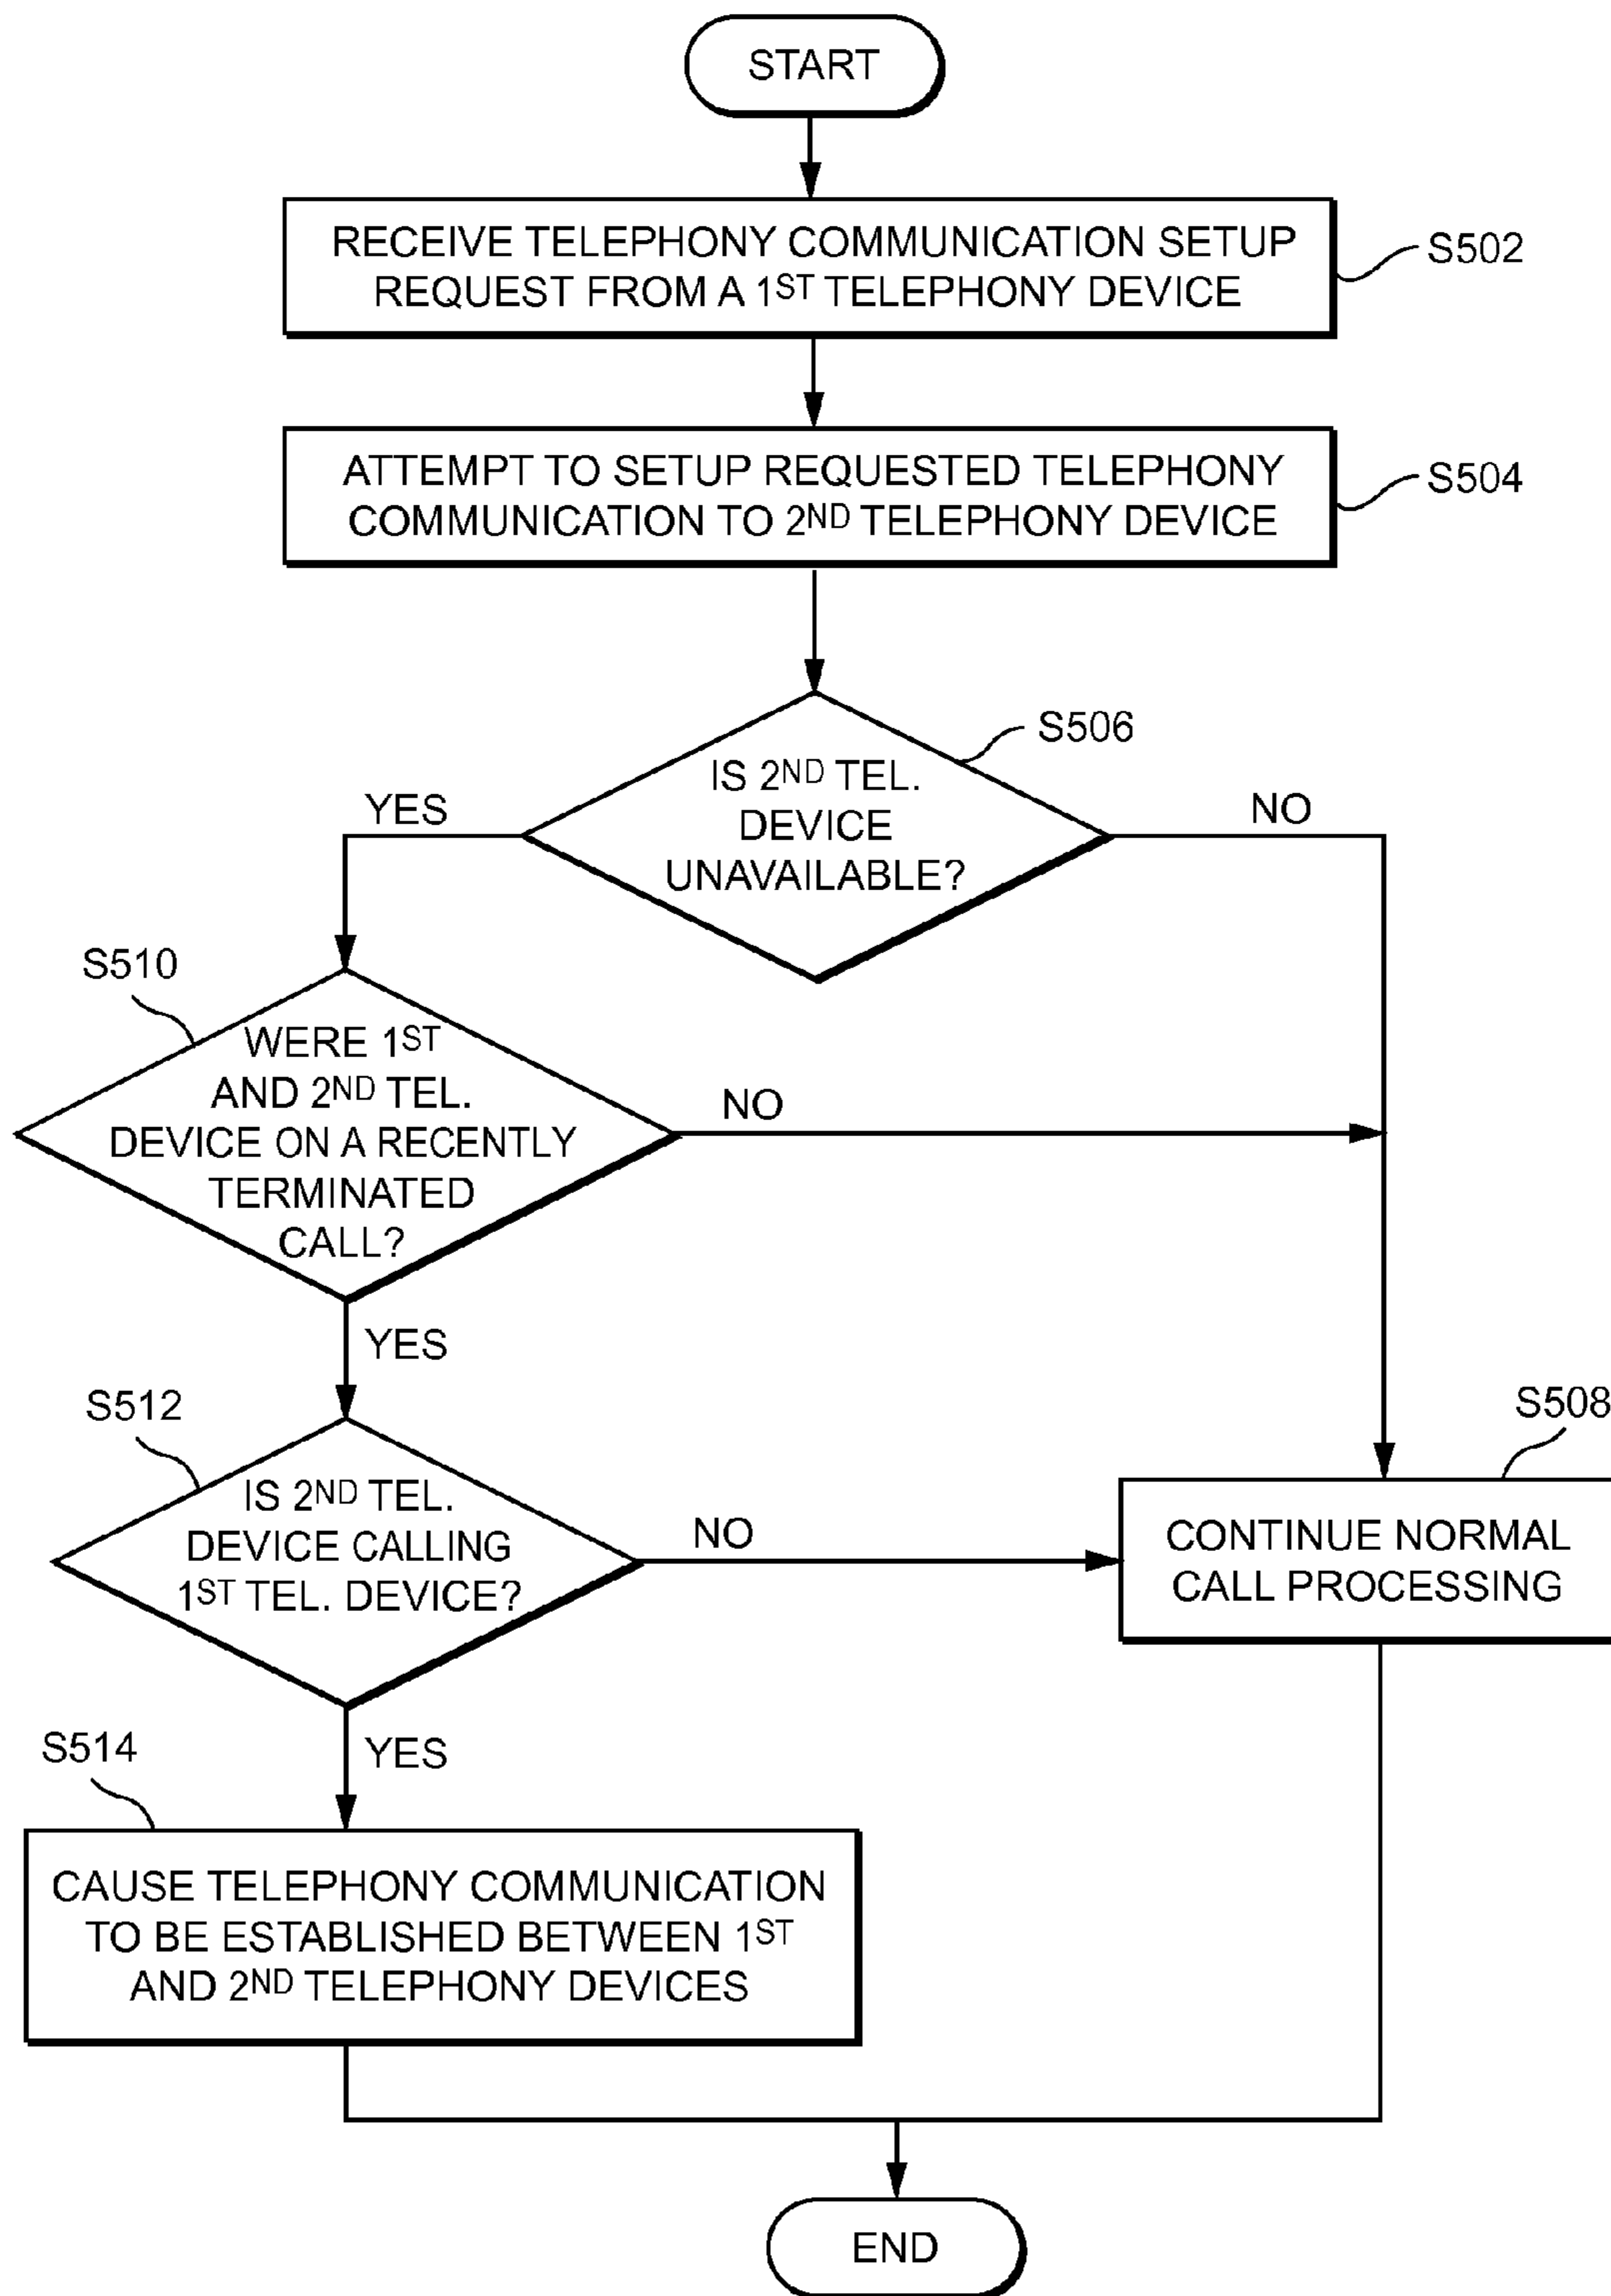 START
RECEIVE TELEPHONY COMMUNICATION SETUP
REQUEST FROM A 1ST TELEPHONY DEVICE
S502
ATTEMPT TO SETUP REQUESTED TELEPHONY
COMMUNICATION TO 2ND TELEPHONY DEVICE
S504
S506
IS 2ND TEL.
DEVICE
UNAVAILABLE?
YES
NO
S510
WERE 1ST
AND 2ND TEL.
DEVICE ON A RECENTLY
TERMINATED
CALL?
NO
YES
S512
IS 2ND TEL.
DEVICE CALLING
1ST TEL. DEVICE?
NO
S508
CONTINUE NORMAL
CALL PROCESSING
YES
S514
CAUSE TELEPHONY COMMUNICATION
TO BE ESTABLISHED BETWEEN 1ST
AND 2ND TELEPHONY DEVICES
END